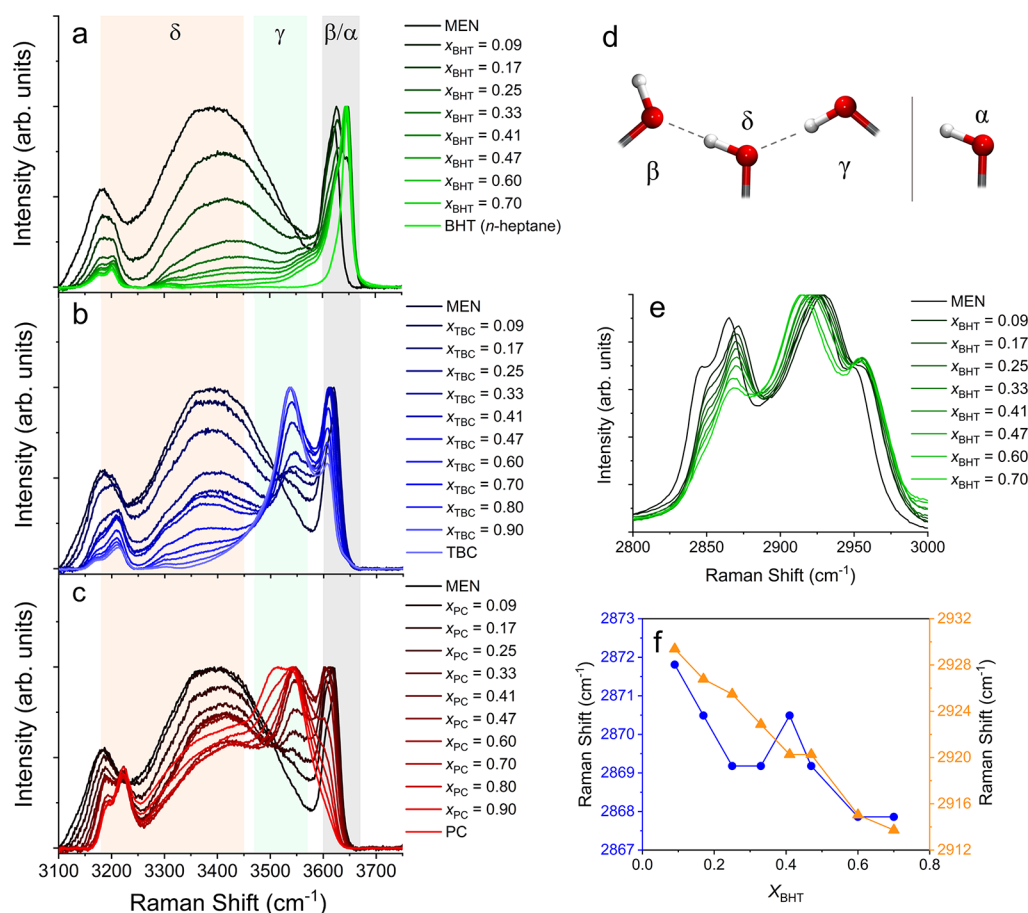 a
δ
γ
β/α
Intensity (arb. units)
MEN
xBHT = 0.09
xBHT = 0.17
xBHT = 0.25
xBHT = 0.33
xBHT = 0.41
xBHT = 0.47
xBHT = 0.60
xBHT = 0.70
BHT (n-heptane)
b
Intensity (arb. units)
MEN
xTBC = 0.09
xTBC = 0.17
xTBC = 0.25
xTBC = 0.33
xTBC = 0.41
xTBC = 0.47
xTBC = 0.60
xTBC = 0.70
xTBC = 0.80
xTBC = 0.90
TBC
c
Intensity (arb. units)
MEN
xPC = 0.09
xPC = 0.17
xPC = 0.25
xPC = 0.33
xPC = 0.41
xPC = 0.47
xPC = 0.60
xPC = 0.70
xPC = 0.80
xPC = 0.90
PC
3100 3200 3300 3400 3500 3600 3700
Raman Shift (cm-1)
d
β
δ
γ
α
e
Intensity (arb. units)
MEN
xBHT = 0.09
xBHT = 0.17
xBHT = 0.25
xBHT = 0.33
xBHT = 0.41
xBHT = 0.47
xBHT = 0.60
xBHT = 0.70
2800 2850 2900 2950 3000
Raman Shift (cm-1)
f
Raman Shift (cm-1)
2873
2872
2871
2870
2869
2868
2867
2932
2928
2924
2920
2916
2912
Raman Shift (cm-1)
0.0 0.2 0.4 0.6 0.8
XBHT